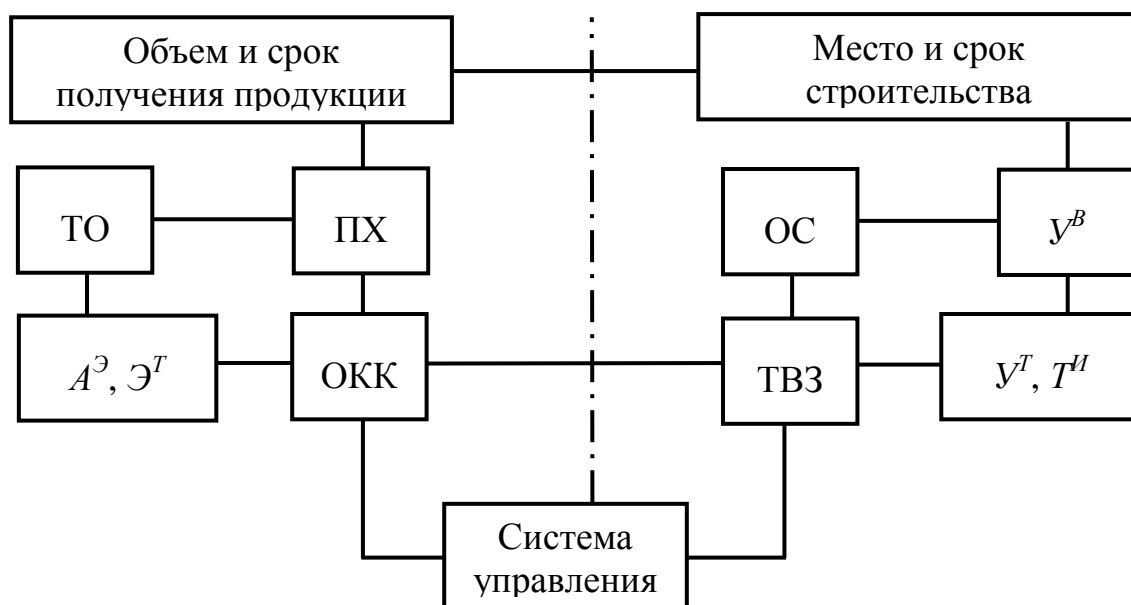 Объем и срок
получения продукции
Место и срок
строительства
ТО
ПХ
ОС
У^В
А^Э, Э^Т
ОКК
ТВЗ
У^Т, Т^И
Система
управления